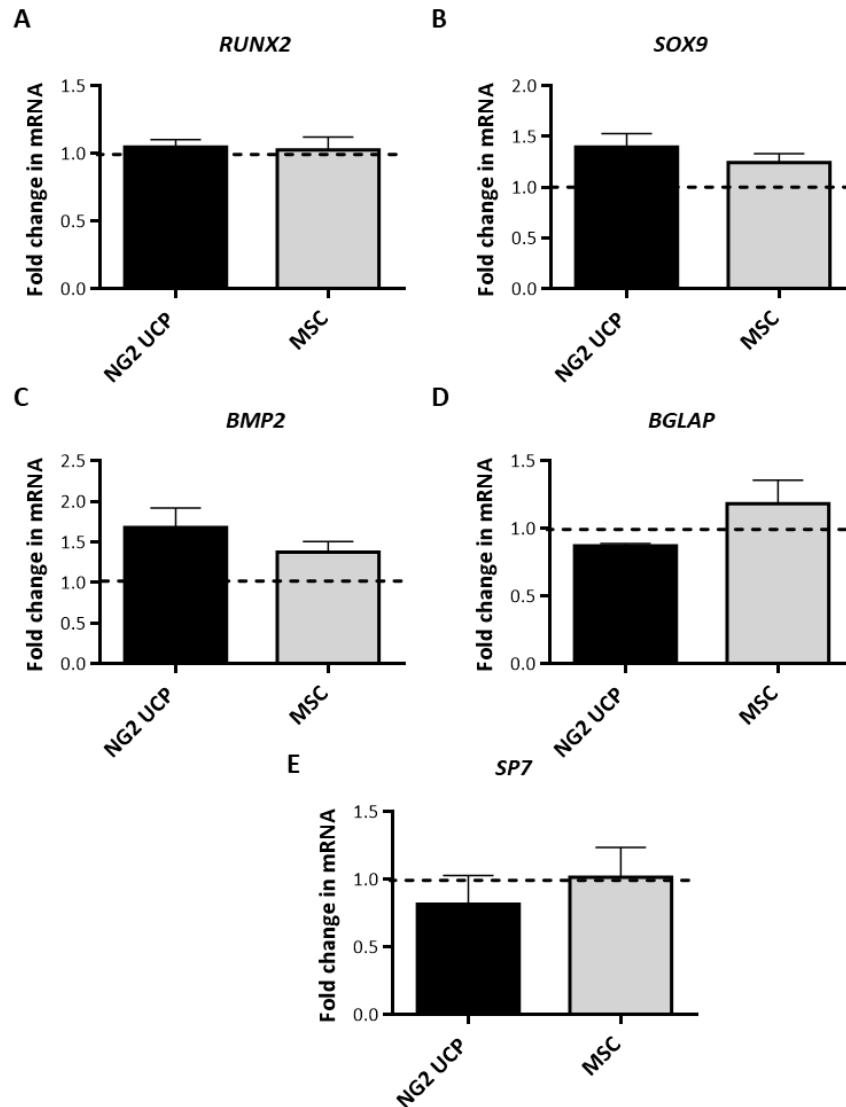 A
RUNX2
Fold change in mRNA
1.5
1.0
0.5
0.0
NG2 UCP
MSC
B
SOX9
Fold change in mRNA
2.0
1.5
1.0
0.5
0.0
NG2 UCP
MSC
C
BMP2
Fold change in mRNA
2.5
2.0
1.5
1.0
0.5
0.0
NG2 UCP
MSC
D
BGLAP
Fold change in mRNA
1.5
1.0
0.5
0.0
NG2 UCP
MSC
E
SP7
Fold change in mRNA
1.5
1.0
0.5
0.0
NG2 UCP
MSC